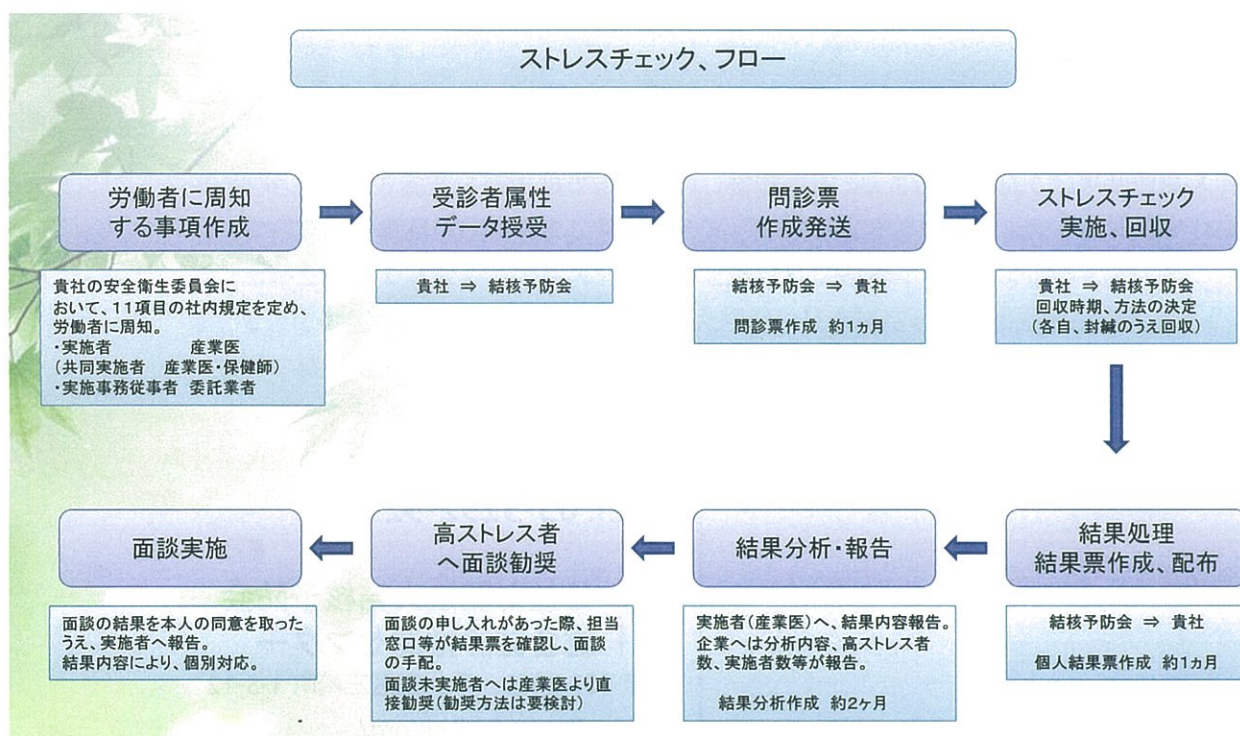 ストレスチェック、フロー
労働者に周知
する事項作成
貴社の安全衛生委員会に
おいて、11項目の社内規定を定め、
労働者に周知。
・実施者　　　　産業医
(共同実施者　産業医・保健師)
・実施事務従事者　委託業者
受診者属性
データ授受
貴社 ⇒ 結核予防会
問診票
作成発送
結核予防会 ⇒ 貴社
問診票作成 約1ヵ月
ストレスチェック
実施、回収
貴社 ⇒ 結核予防会
回収時期、方法の決定
(各自、封緘のうえ回収)
結果処理
結果票作成、配布
結核予防会 ⇒ 貴社
個人結果票作成 約1ヵ月
結果分析・報告
実施者(産業医)へ、結果内容報告。
企業へは分析内容、高ストレス者
数、実施者数等が報告。
結果分析作成 約2ヶ月
高ストレス者
へ面談勧奨
面談の申し入れがあった際、担当
窓口等が結果票を確認し、面談
の手配。
面談未実施者へは産業医より直
接勧奨(勧奨方法は要検討)
面談実施
面談の結果を本人の同意を取った
うえ、実施者へ報告。
結果内容により、個別対応。